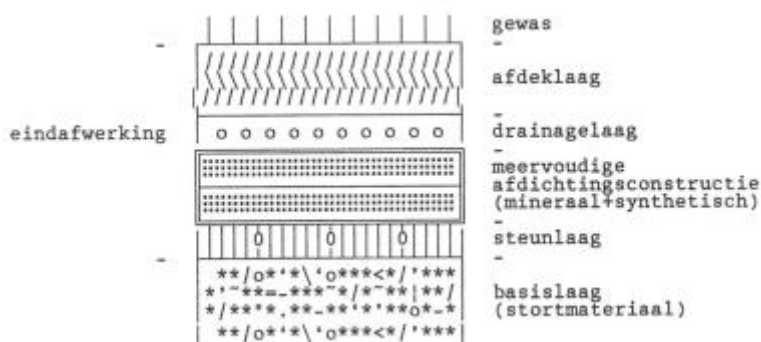 gewas
afdeklaag
eindafwerking
drainagelaag
meervoudige
afdichtingsconstructie
(mineraal+synthetisch)
steunlaag
basislaag
(stortmateriaal)